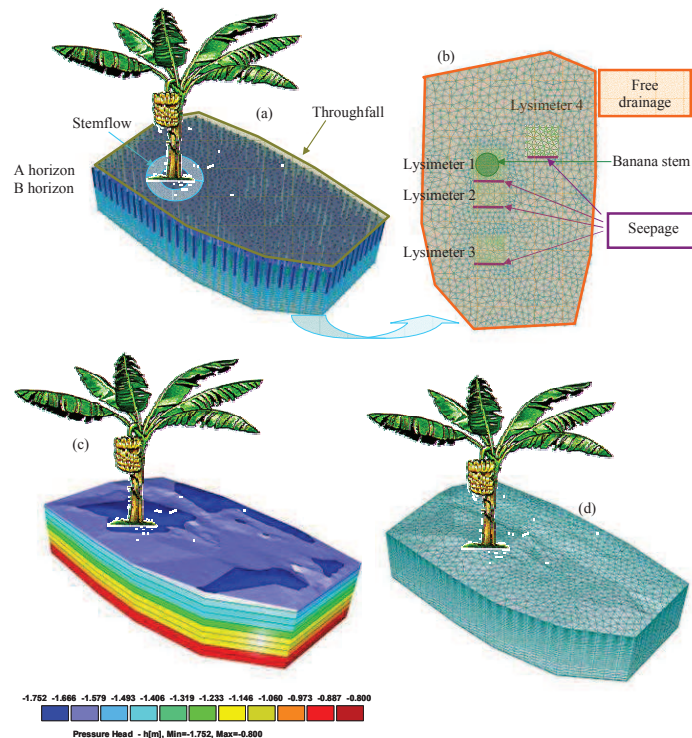 (a)
Throughfall
Stemflow
A horizon
B horizon
(b)
Free
drainage
Lysimeter 4
Lysimeter 1
Banana stem
Lysimeter 2
Seepage
Lysimeter 3
(c)
(d)
-1.752 -1.666 -1.579 -1.493 -1.406 -1.319 -1.233 -1.146 -1.060 -0.973 -0.887 -0.800
Pressure Head - h[m], Min=-1.752, Max=-0.800